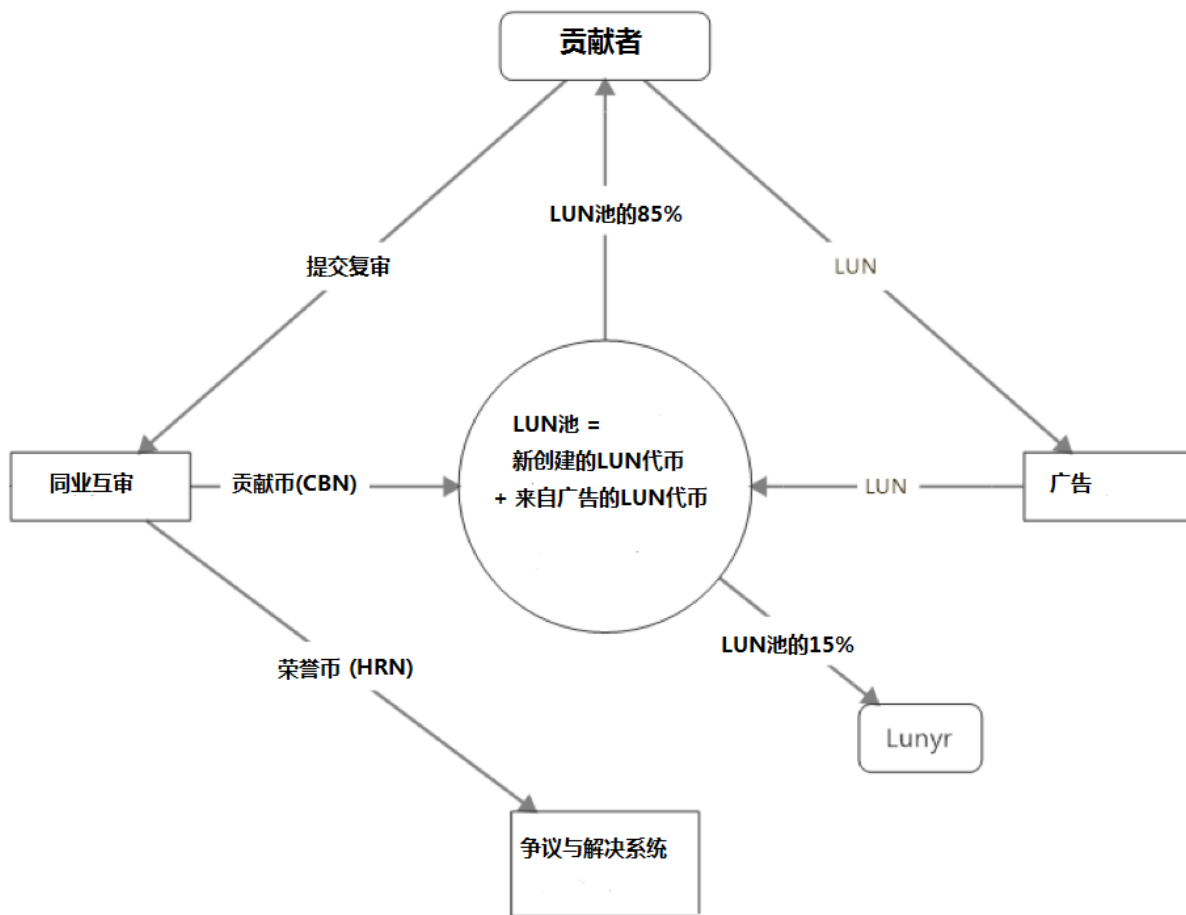 贡献者
LUN池的85%
提交复审
LUN
LUN池 =
新创建的LUN代币
+ 来自广告的LUN代币
同业互审
贡献币(CBN)
LUN
广告
LUN池的15%
荣誉币 (HRN)
Lunyr
争议与解决系统